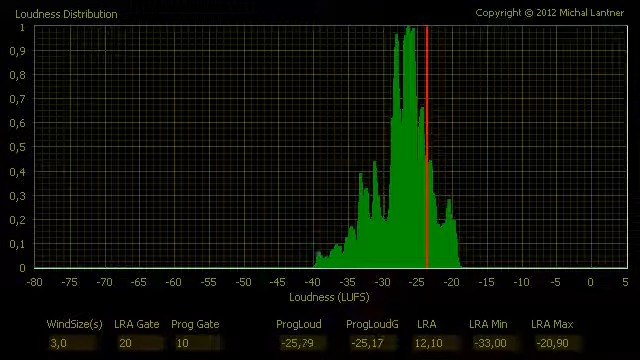 Loudness Distribution
Copyright © 2012 Michal Lantner
1
0,9
0,8
0,7
0,6
0,5
0,4
0,3
0,2
0,1
0
-80 -75 -70 -65 -60 -55 -50 -45 -40 -35 -30 -25 -20 -15 -10 -5 0 5
Loudness (LUFS)
WindSize(s) LRA Gate Prog Gate ProgLoud ProgLoudG LRA LRA Min LRA Max
3,0 20 10 -25,79 -25,17 12,10 -33,00 -20,90